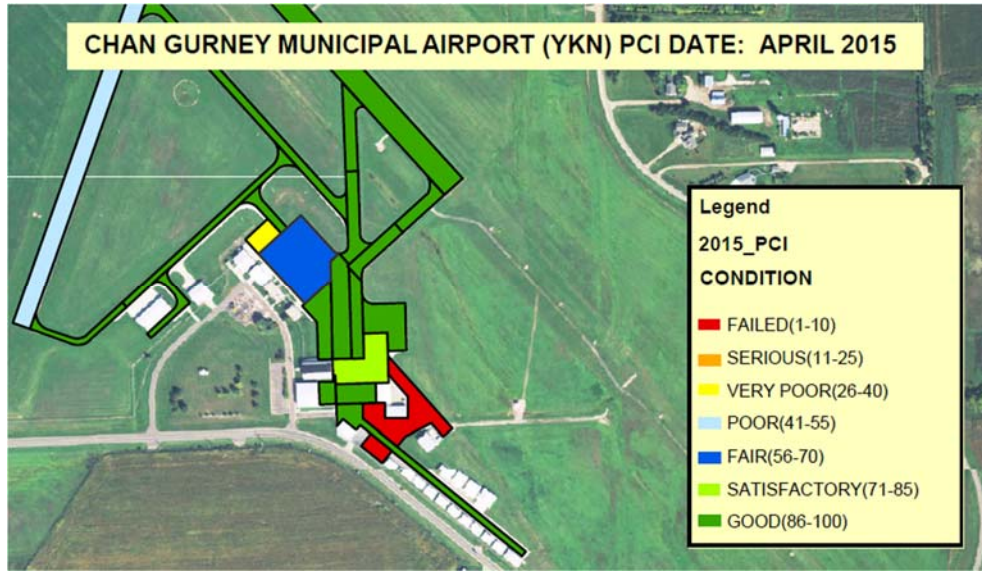 CHAN GURNEY MUNICIPAL AIRPORT (YKN) PCI DATE: APRIL 2015
Legend
2015_PCI
CONDITION
FAILED(1-10)
SERIOUS(11-25)
VERY POOR(26-40)
POOR(41-55)
FAIR(56-70)
SATISFACTORY(71-85)
GOOD(86-100)